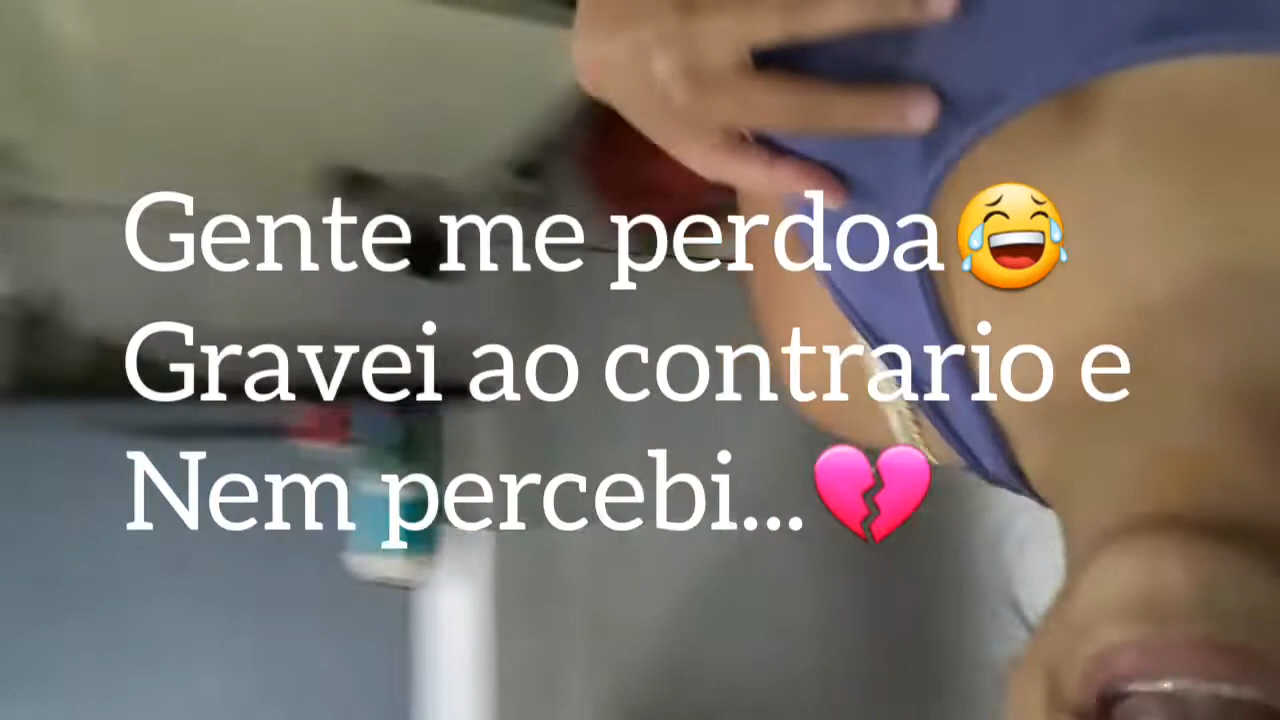 Gente me perdoa😂
Gravei ao contrario e
Nem percebi...💔